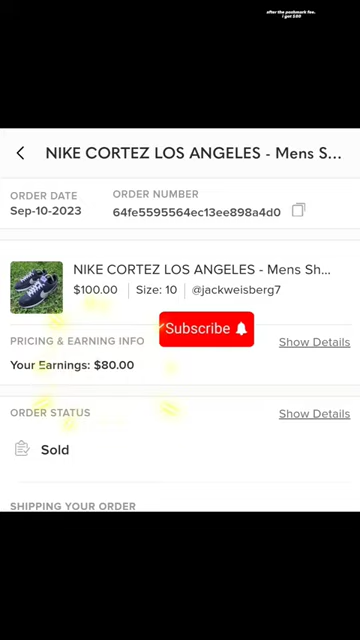 after the poshmark fee.
i got $80
NIKE CORTEZ LOS ANGELES - Mens S...
ORDER DATE
Sep-10-2023
ORDER NUMBER
64fe5595564ec13ee898a4d0
NIKE CORTEZ LOS ANGELES - Mens Sh...
$100.00
Size: 10
@jackweisberg7
Subscribe
PRICING & EARNING INFO
Show Details
Your Earnings: $80.00
ORDER STATUS
Show Details
Sold
SHIPPING YOUR ORDER